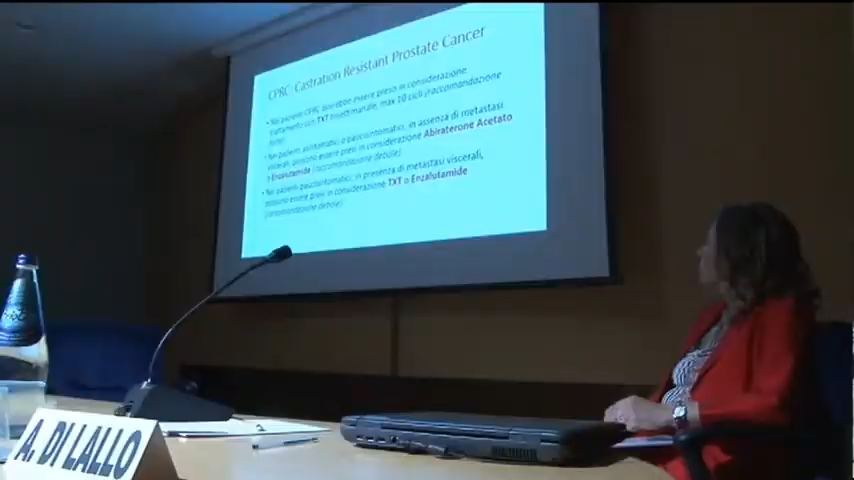 CPRC: Castration Resistant Prostate Cancer
• Nei pazienti CPRC docetaxel può essere preso in considerazione
trattamento con TXT trisettimanale, max 10 cicli (raccomandazione
forte)
• Nei pazienti asintomatici o paucisintomatici, in assenza di metastasi
viscerali, possono essere presi in considerazione Abiraterone Acetato
o Enzalutamide (raccomandazione debole)
• Nei pazienti paucisintomatici, in presenza di metastasi viscerali,
possono essere presi in considerazione TXT o Enzalutamide
(raccomandazione debole)
A. DI LALLO